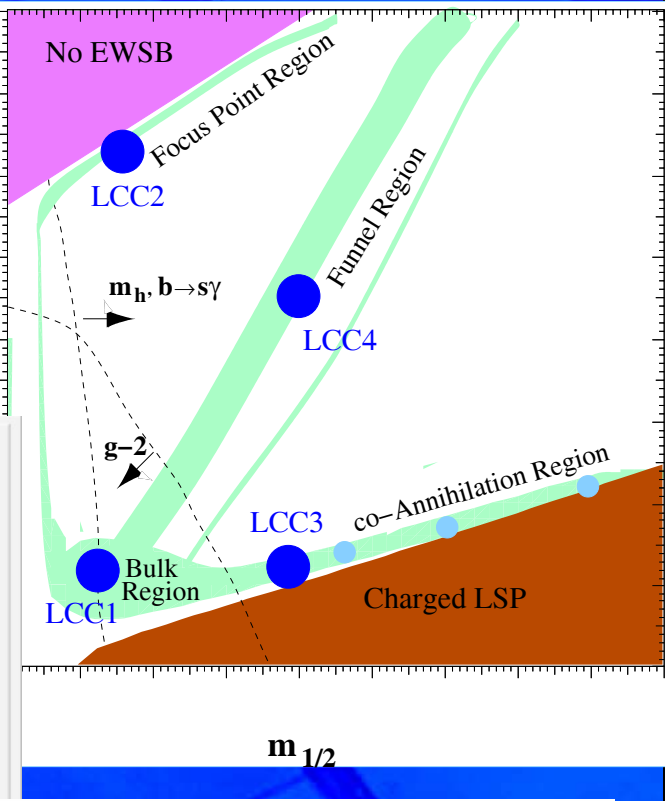 No EWSB
Focus Point Region
LCC2
Funnel Region
m_h, b→sγ
LCC4
g−2
co−Annihilation Region
LCC3
Bulk
Region
LCC1
Charged LSP
m_1/2